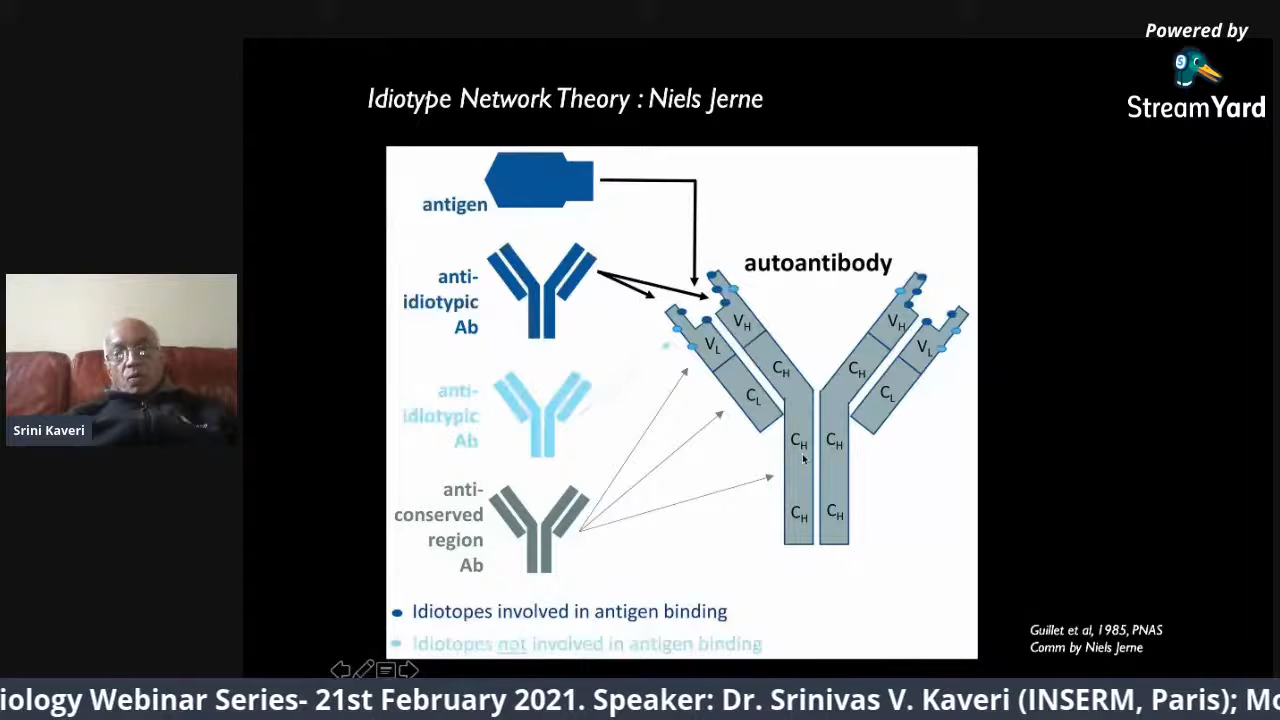 Powered by
StreamYard
Idiotype Network Theory : Niels Jerne
antigen
anti-
idiotypic
Ab
anti-
idiotypic
Ab
anti-
conserved
region
Ab
autoantibody
VH
VL
CH
CL
CH
CH
VH
VL
CH
CL
CH
CH
Idiotopes involved in antigen binding
Idiotopes not involved in antigen binding
Guillet et al, 1985, PNAS
Comm by Niels Jerne
Srini Kaveri
iology Webinar Series- 21st February 2021. Speaker: Dr. Srinivas V. Kaveri (INSERM, Paris); Mo